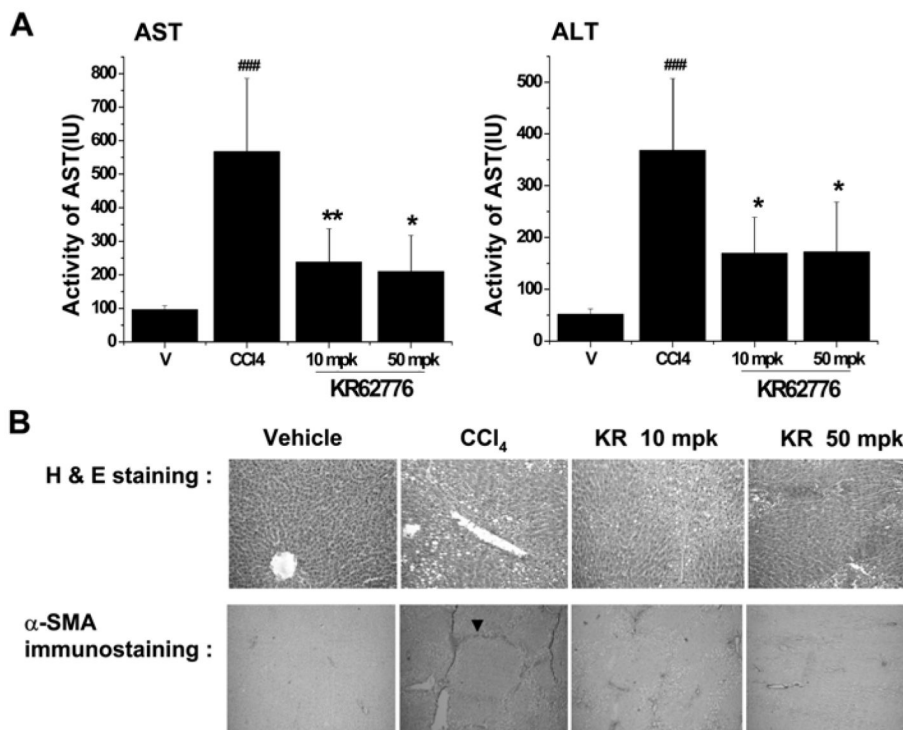 A
AST
Activity of AST(IU)
800
700
600
500
400
300
200
100
0
###
**
*
V
CCl4
10 mpk
50 mpk
KR62776
ALT
Activity of AST(IU)
500
400
300
200
100
0
###
*
*
V
CCl4
10 mpk
50 mpk
KR62776
B
Vehicle
CCl₄
KR 10 mpk
KR 50 mpk
H & E staining :
α-SMA
immunostaining :